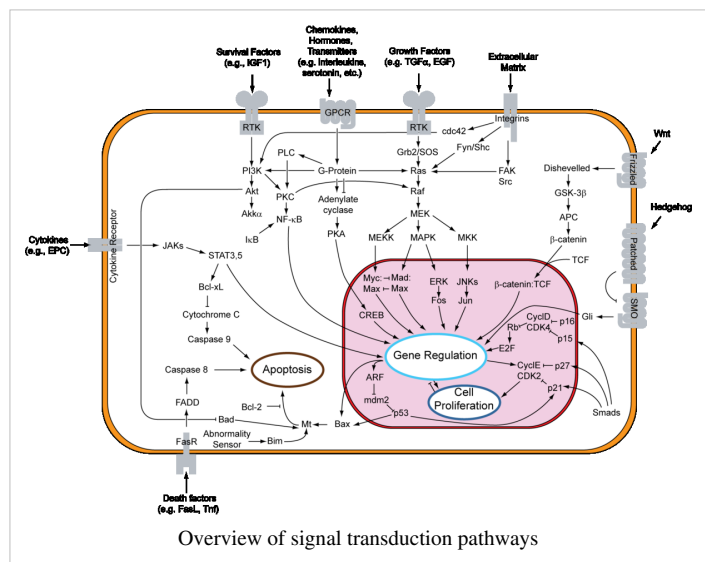 Chemokines,
Hormones,
Transmitters
(e.g. Interleukins,
serotonin, etc.)
Survival Factors
(e.g., IGF1)
Growth Factors
(e.g. TGFα, EGF)
Extracellular
Matrix
RTK
GPCR
RTK
Integrins
cdc42
Wnt
Grb2/SOS
Fyn/Shc
PLC
Frizzled
Dishevelled
PI3K
G-Protein
Ras
FAK
Src
GSK-3β
Akt
PKC
Raf
Adenylate
cyclase
Hedgehog
APC
Akkα
NF-κB
MEK
Cytokine Receptor
IκB
PKA
β-catenin
Patched
Cytokines
(e.g., EPC)
JAKs
MEKK
MAPK
MKK
STAT3,5
TCF
Bcl-xL
Myc:
Max
Mad:
Max
ERK
Fos
JNKs
Jun
β-catenin:TCF
SMO
Cytochrome C
CREB
Gli
CycID
CDK4
p16
p15
Rb
Caspase 9
Gene Regulation
E2F
Caspase 8
Apoptosis
ARF
CycIE
CDK2
p27
p21
FADD
Cell
Proliferation
mdm2
p53
Bcl-2
Smads
Bad
Mt
Bax
FasR
Abnormality
Sensor
Bim
Death factors
(e.g. FasL, Tnf)
Overview of signal transduction pathways